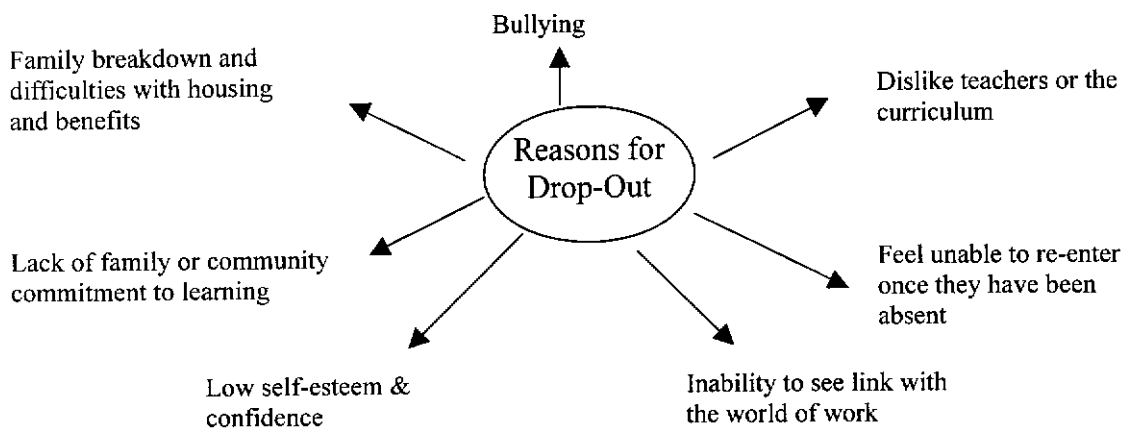 Bullying
Family breakdown and
difficulties with housing
and benefits
Dislike teachers or the
curriculum
Reasons for
Drop-Out
Lack of family or community
commitment to learning
Feel unable to re-enter
once they have been
absent
Low self-esteem &
confidence
Inability to see link with
the world of work